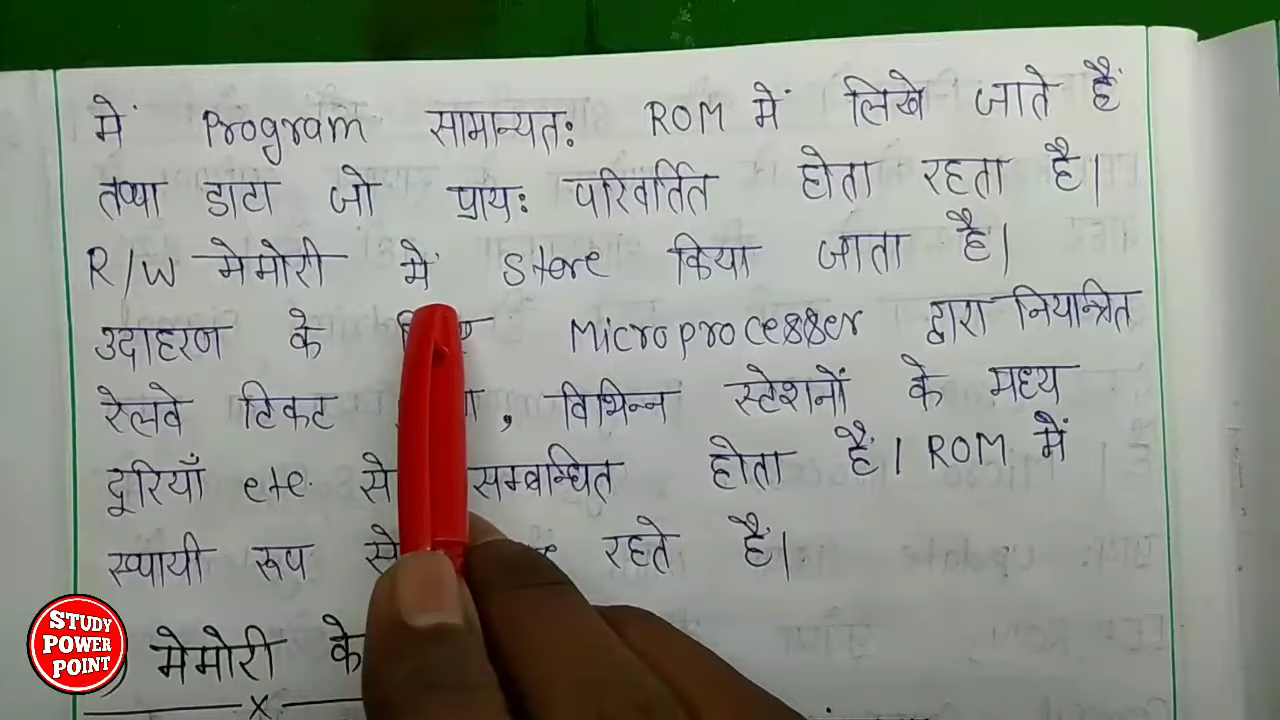 में Program सामान्यतः ROM में लिखे जाते हैं
तथा डाटा जो प्रायः परिवर्तित होता रहता है।
R/W मेमोरी में Store किया जाता है।
उदाहरण के Microprocesser द्वारा नियन्त्रित
रेलवे टिकट , विभिन्न स्टेशनों के मध्य
दूरियाँ etc. से सम्बन्धित होता है। ROM में
स्थायी रूप से रहते हैं।
मेमोरी के
STUDY
POWER
POINT